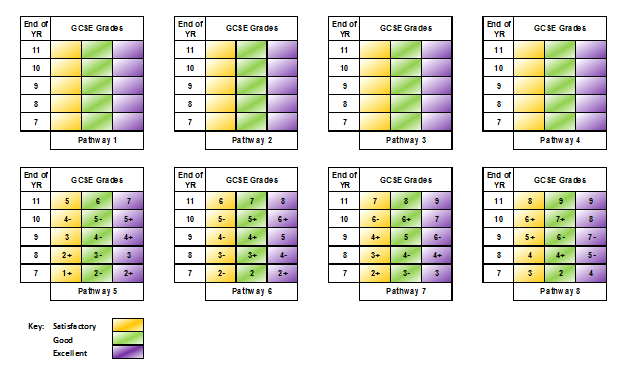 End of YR GCSE Grades
11
10
9
8
7
Pathway 1
End of YR GCSE Grades
11
10
9
8
7
Pathway 2
End of YR GCSE Grades
11
10
9
8
7
Pathway 3
End of YR GCSE Grades
11
10
9
8
7
Pathway 4
End of YR GCSE Grades
11 5 6 7
10 4- 5- 5+
9 3 4- 4+
8 2+ 3- 3
7 1+ 2- 2+
Pathway 5
End of YR GCSE Grades
11 6 7 8
10 5- 5+ 6+
9 4- 4+ 5
8 3- 3+ 4-
7 2- 2 2+
Pathway 6
End of YR GCSE Grades
11 7 8 9
10 6- 6+ 7
9 4+ 5 6-
8 3+ 4- 4+
7 2+ 3- 3
Pathway 7
End of YR GCSE Grades
11 8 9 9
10 6+ 7+ 8
9 5+ 6- 7-
8 4 4+ 5-
7 3 2 4
Pathway 8
Key: Satisfactory
Good
Excellent